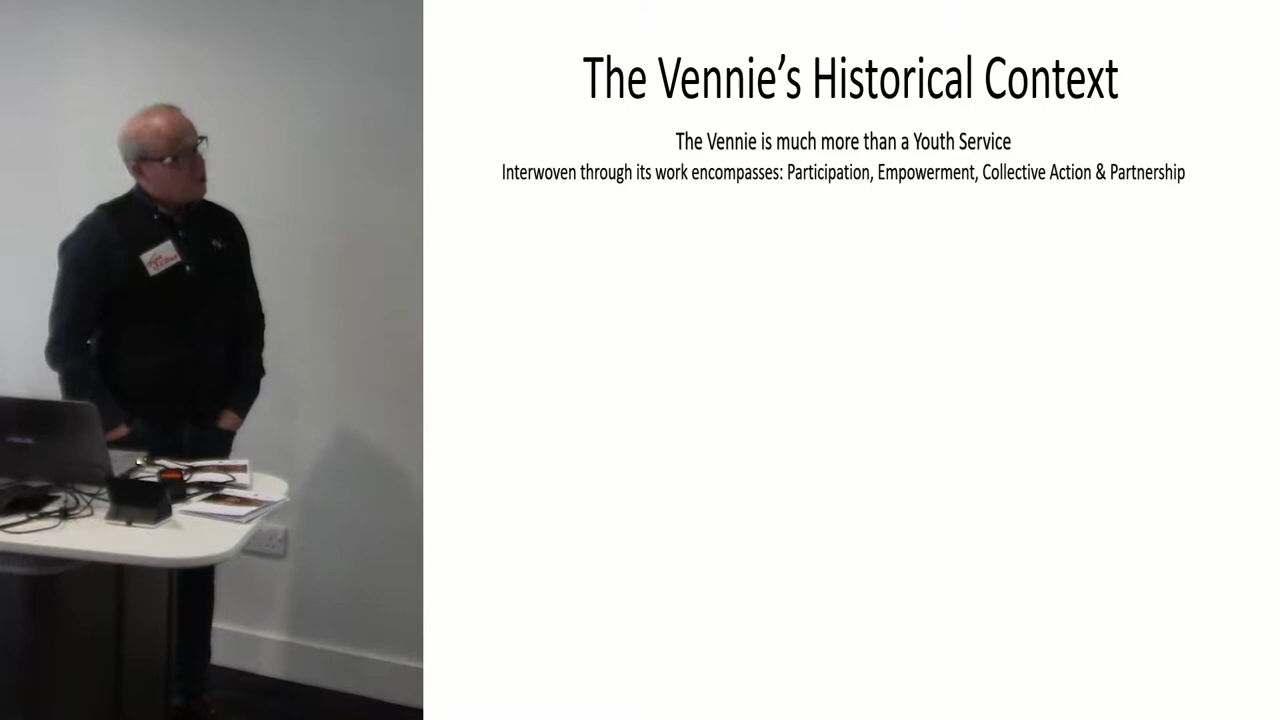 The Vennie's Historical Context
The Vennie is much more than a Youth Service
Interwoven through its work encompasses: Participation, Empowerment, Collective Action & Partnership